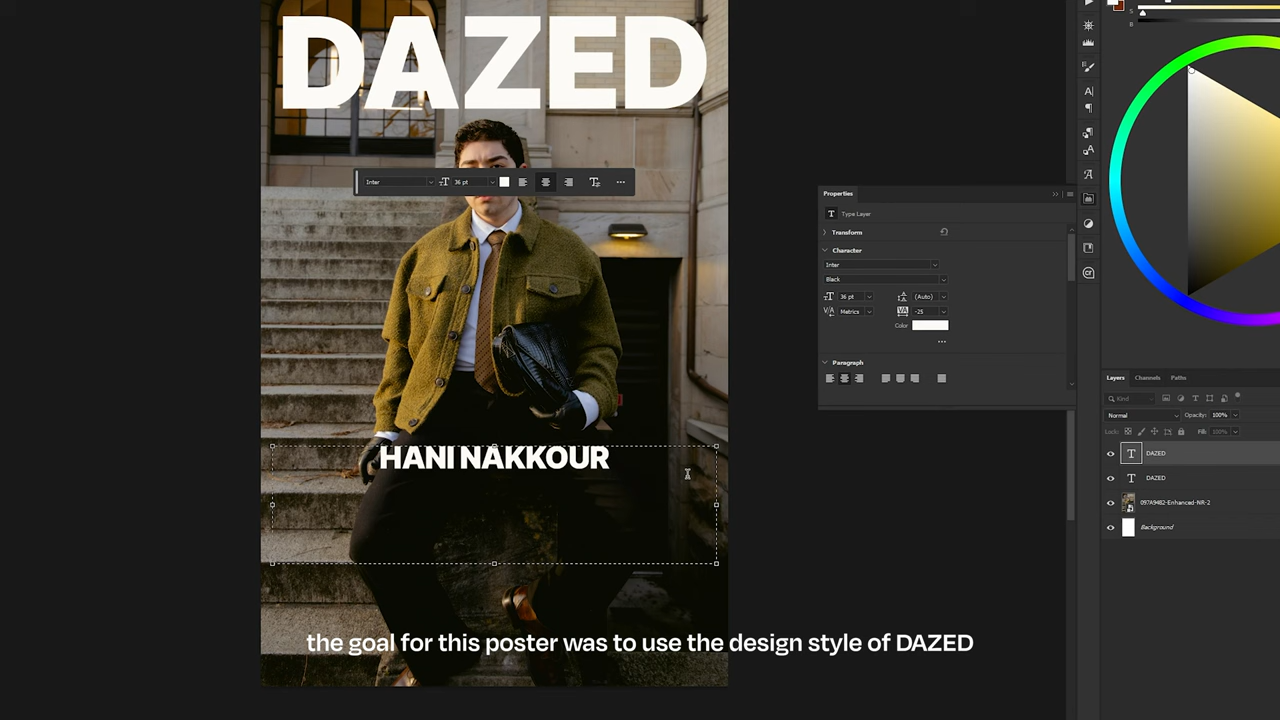 DAZED
Inter
36 pt
HANI NAKKOUR
the goal for this poster was to use the design style of DAZED
Properties
Type Layer
Transform
Character
Inter
Black
36 pt
(Auto)
Metrics
-25
Color
Paragraph
S
B
Layers
Channels
Paths
Kind
Normal
Opacity: 100%
Lock:
Fill: 100%
DAZED
DAZED
097A9482-Enhanced-NR-2
Background